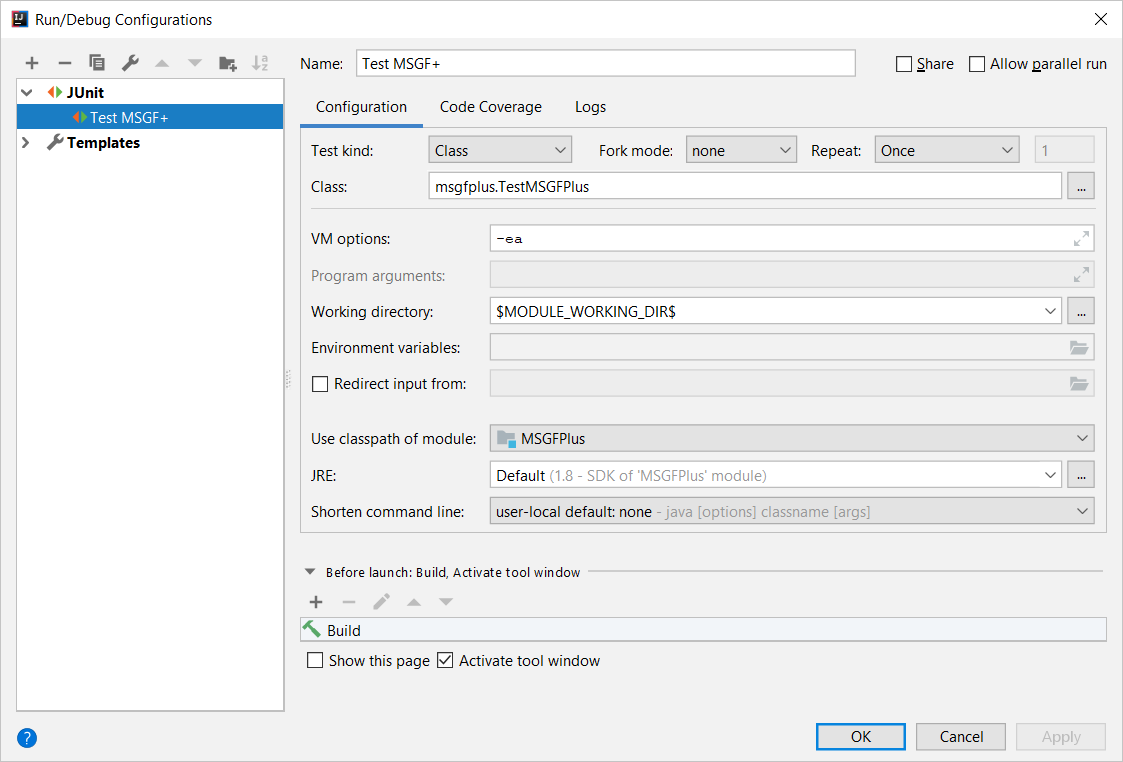 Run/Debug Configurations
Name: Test MSGF+ Share Allow parallel run
JUnit
Test MSGF+
Templates
Configuration Code Coverage Logs
Test kind: Class Fork mode: none Repeat: Once 1
Class: msgfplus.TestMSGFPlus ...
VM options: -ea
Program arguments:
Working directory: $MODULE_WORKING_DIR$ ...
Environment variables:
Redirect input from:
Use classpath of module: MSGFPlus
JRE: Default (1.8 - SDK of 'MSGFPlus' module) ...
Shorten command line: user-local default: none - java [options] classname [args]
Before launch: Build, Activate tool window
Build
Show this page Activate tool window
? OK Cancel Apply